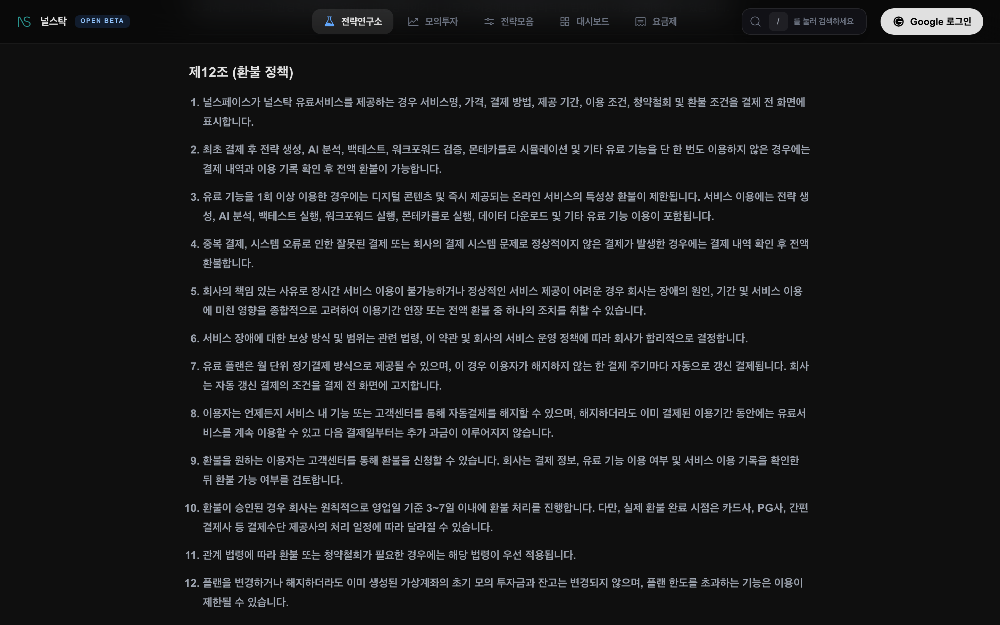 널스탁 OPEN BETA 전략연구소 모의투자 전략모음 대시보드 요금제 / 를 눌러 검색하세요 Google 로그인
제12조 (환불 정책)
1. 널스페이스가 널스탁 유료서비스를 제공하는 경우 서비스명, 가격, 결제 방법, 제공 기간, 이용 조건, 청약철회 및 환불 조건을 결제 전 화면에
표시합니다.
2. 최초 결제 후 전략 생성, AI 분석, 백테스트, 워크포워드 검증, 몬테카를로 시뮬레이션 및 기타 유료 기능을 단 한 번도 이용하지 않은 경우에는
결제 내역과 이용 기록 확인 후 전액 환불이 가능합니다.
3. 유료 기능을 1회 이상 이용한 경우에는 디지털 콘텐츠 및 즉시 제공되는 온라인 서비스의 특성상 환불이 제한됩니다. 서비스 이용에는 전략 생
성, AI 분석, 백테스트 실행, 워크포워드 실행, 몬테카를로 실행, 데이터 다운로드 및 기타 유료 기능 이용이 포함됩니다.
4. 중복 결제, 시스템 오류로 인한 잘못된 결제 또는 회사의 결제 시스템 문제로 정상적이지 않은 결제가 발생한 경우에는 결제 내역 확인 후 전액
환불합니다.
5. 회사의 책임 있는 사유로 장시간 서비스 이용이 불가능하거나 정상적인 서비스 제공이 어려운 경우 회사는 장애의 원인, 기간 및 서비스 이용
에 미친 영향을 종합적으로 고려하여 이용기간 연장 또는 전액 환불 중 하나의 조치를 취할 수 있습니다.
6. 서비스 장애에 대한 보상 방식 및 범위는 관련 법령, 이 약관 및 회사의 서비스 운영 정책에 따라 회사가 합리적으로 결정합니다.
7. 유료 플랜은 월 단위 정기결제 방식으로 제공될 수 있으며, 이 경우 이용자가 해지하지 않는 한 결제 주기마다 자동으로 갱신 결제됩니다. 회사
는 자동 갱신 결제의 조건을 결제 전 화면에 고지합니다.
8. 이용자는 언제든지 서비스 내 기능 또는 고객센터를 통해 자동결제를 해지할 수 있으며, 해지하더라도 이미 결제된 이용기간 동안에는 유료서
비스를 계속 이용할 수 있고 다음 결제일부터는 추가 과금이 이루어지지 않습니다.
9. 환불을 원하는 이용자는 고객센터를 통해 환불을 신청할 수 있습니다. 회사는 결제 정보, 유료 기능 이용 여부 및 서비스 이용 기록을 확인한
뒤 환불 가능 여부를 검토합니다.
10. 환불이 승인된 경우 회사는 원칙적으로 영업일 기준 3~7일 이내에 환불 처리를 진행합니다. 다만, 실제 환불 완료 시점은 카드사, PG사, 간편
결제사 등 결제수단 제공사의 처리 일정에 따라 달라질 수 있습니다.
11. 관계 법령에 따라 환불 또는 청약철회가 필요한 경우에는 해당 법령이 우선 적용됩니다.
12. 플랜을 변경하거나 해지하더라도 이미 생성된 가상계좌의 초기 모의 투자금과 잔고는 변경되지 않으며, 플랜 한도를 초과하는 기능은 이용이
제한될 수 있습니다.